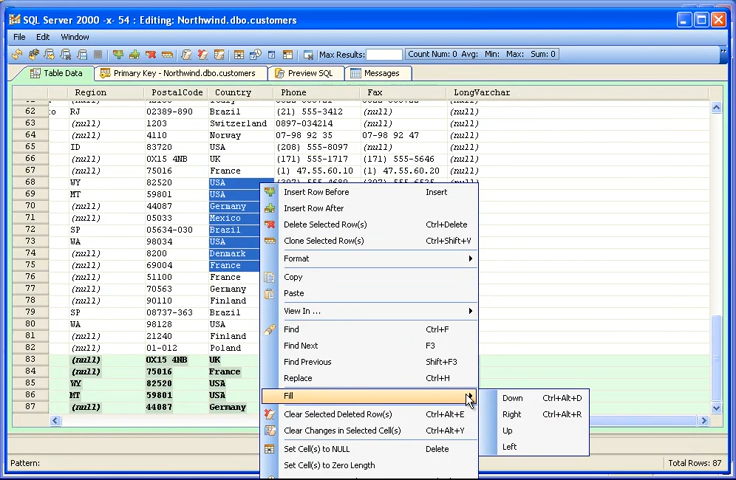 SQL Server 2000 -x- 54 : Editing: Northwind.dbo.customers
File Edit Window
Max Results: Count Num: 0 Avg: Min: Max: Sum: 0
Table Data Primary Key - Northwind.dbo.customers Preview SQL Messages
Region PostalCode Country Phone Fax LongVarchar
62 :o RJ 02389-890 Brazil (21) 555-3412 (null) (null)
63 (null) 1203 Switzerland 0897-034214 (null)
64 (null) 4110 Norway 07-98 92 35 07-98 92 47 (null)
65 ID 83720 USA (208) 555-8097 (null) (null)
66 (null) OX15 4NB UK (171) 555-1717 (171) 555-5646 (null)
67 (null) 75016 France (1) 47.55.60.10 (1) 47.55.60.20 (null)
68 WY 82520 USA
69 MT 59801 USA
70 (null) 44087 Germany
71 (null) 05033 Mexico
72 SP 05634-030 Brazil
73 WA 98034 USA
74 (null) 8200 Denmark
75 (null) 69004 France
76 (null) 51100 France
77 (null) 70563 Germany
78 (null) 90110 Finland
79 SP 08737-363 Brazil
80 WA 98128 USA
81 (null) 21240 Finland
82 (null) 01-012 Poland
83 (null) OX15 4NB UK
84 (null) 75016 France
85 WY 82520 USA
86 MT 59801 USA
87 (null) 44087 Germany
Insert Row Before Insert
Insert Row After
Delete Selected Row(s) Ctrl+Delete
Clone Selected Row(s) Ctrl+Shift+V
Format
Copy
Paste
View In ...
Find Ctrl+F
Find Next F3
Find Previous Shift+F3
Replace Ctrl+H
Fill
Clear Selected Deleted Row(s) Ctrl+Alt+E
Clear Changes in Selected Cell(s) Ctrl+Alt+Y
Set Cell(s) to NULL Delete
Set Cell(s) to Zero Length
Down Ctrl+Alt+D
Right Ctrl+Alt+R
Up
Left
Pattern: Total Rows: 87